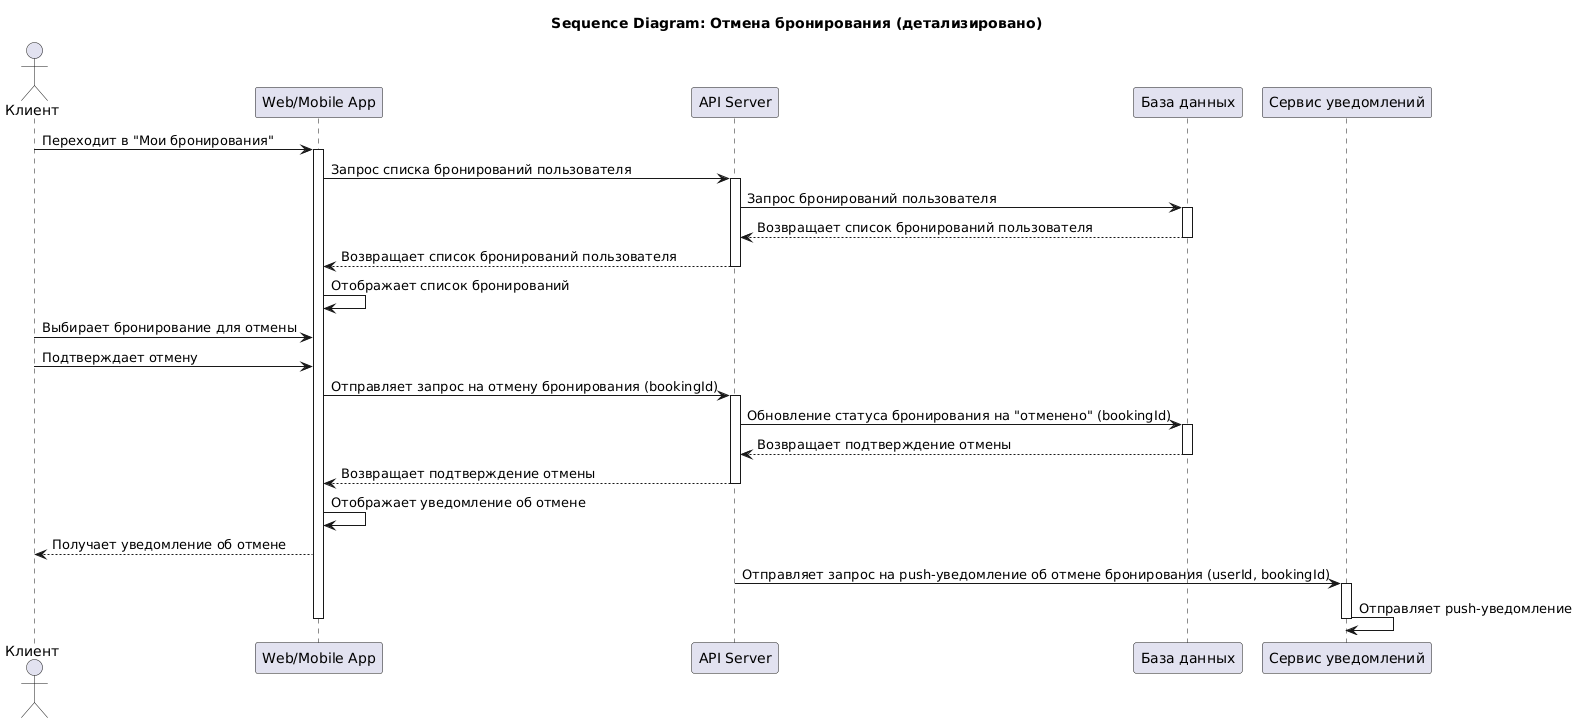 Sequence Diagram: Отмена бронирования (детализировано)
Клиент
Web/Mobile App
API Server
База данных
Сервис уведомлений
Переходит в "Мои бронирования"
Запрос списка бронирований пользователя
Запрос бронирований пользователя
Возвращает список бронирований пользователя
Возвращает список бронирований пользователя
Отображает список бронирований
Выбирает бронирование для отмены
Подтверждает отмену
Отправляет запрос на отмену бронирования (bookingId)
Обновление статуса бронирования на "отменено" (bookingId)
Возвращает подтверждение отмены
Возвращает подтверждение отмены
Отображает уведомление об отмене
Получает уведомление об отмене
Отправляет запрос на push-уведомление об отмене бронирования (userId, bookingId)
Отправляет push-уведомление
Клиент
Web/Mobile App
API Server
База данных
Сервис уведомлений